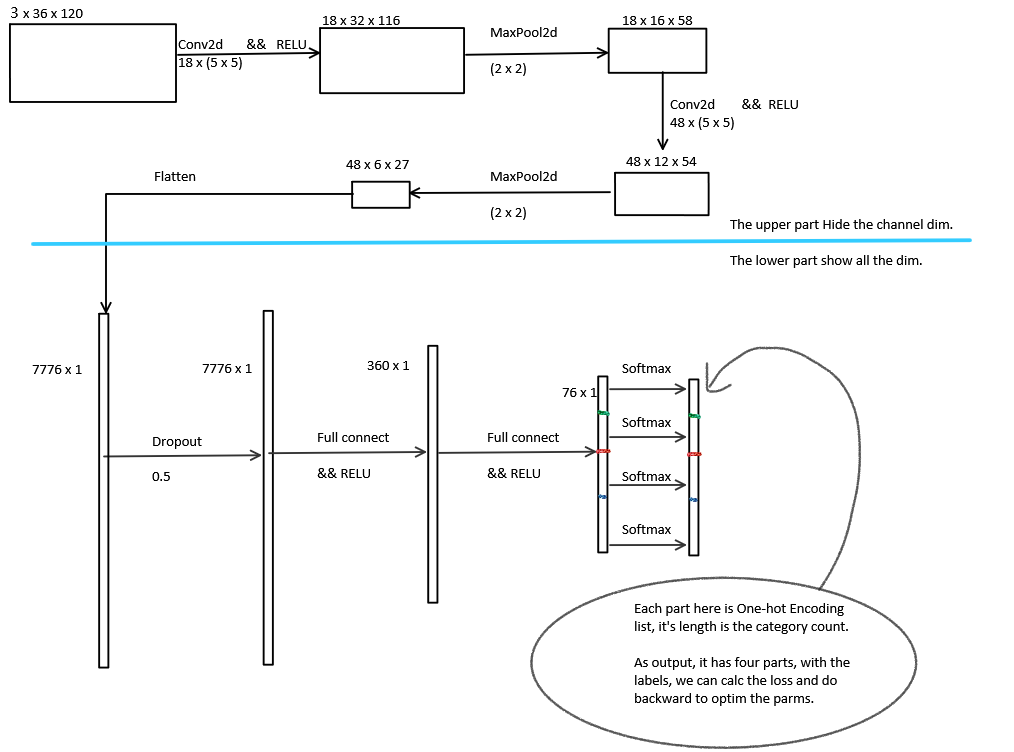 3 x 36 x 120
18 x 32 x 116
18 x 16 x 58
Conv2d && RELU
18 x (5 x 5)
MaxPool2d
(2 x 2)
Conv2d && RELU
48 x (5 x 5)
48 x 12 x 54
MaxPool2d
(2 x 2)
48 x 6 x 27
Flatten
The upper part Hide the channel dim.
The lower part show all the dim.
7776 x 1
Dropout
0.5
7776 x 1
Full connect
&& RELU
360 x 1
Full connect
&& RELU
76 x 1
Softmax
Softmax
Softmax
Softmax
Each part here is One-hot Encoding
list, it's length is the category count.
As output, it has four parts, with the
labels, we can calc the loss and do
backward to optim the parms.